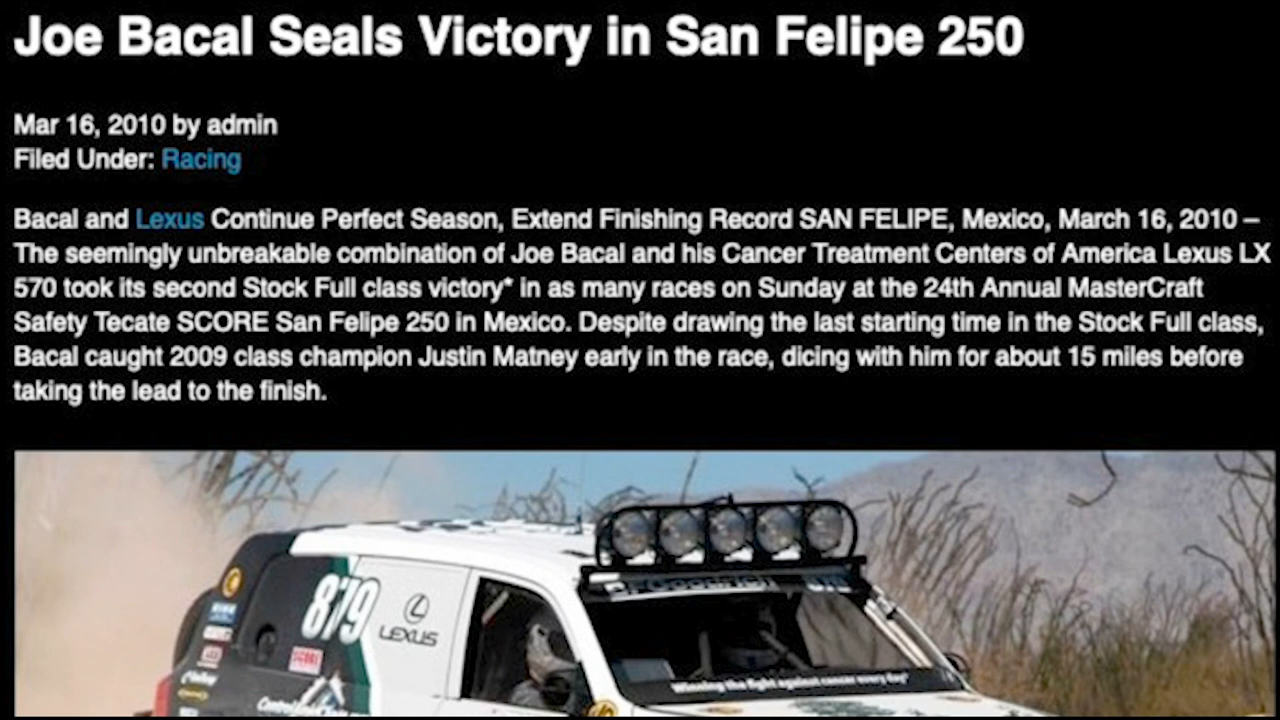 Joe Bacal Seals Victory in San Felipe 250
Mar 16, 2010 by admin
Filed Under: Racing
Bacal and Lexus Continue Perfect Season, Extend Finishing Record SAN FELIPE, Mexico, March 16, 2010 –
The seemingly unbreakable combination of Joe Bacal and his Cancer Treatment Centers of America Lexus LX
570 took its second Stock Full class victory* in as many races on Sunday at the 24th Annual MasterCraft
Safety Tecate SCORE San Felipe 250 in Mexico. Despite drawing the last starting time in the Stock Full class,
Bacal caught 2009 class champion Justin Matney early in the race, dicing with him for about 15 miles before
taking the lead to the finish.
879
LEXUS
SCORE
Winning the fight against cancer every day